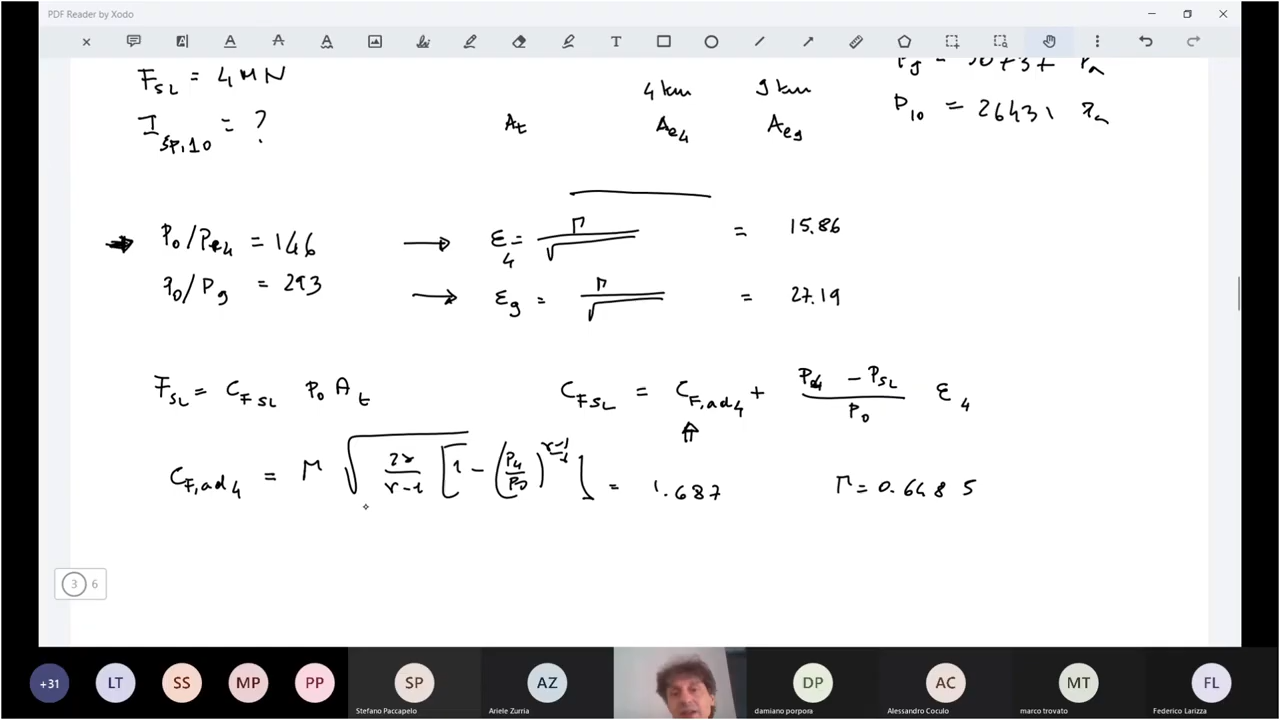 PDF Reader by Xodo
F_SL = 4 MN
4 km 9 km
P_9 = 30737 Pa
I_sp,10 = ?
A_t A_e4 A_e9
P_10 = 26431 Pa
P_0/P_e4 = 146 → ε_4 = Γ/√ = 15.86
P_0/P_9 = 293 → ε_9 = Γ/√ = 27.19
F_SL = C_F SL P_0 A_t C_F SL = C_F,ad4 + (P_04 - P_SL)/P_0 ε_4
C_F,ad4 = Γ √(2γ/(γ-1) [1 - (P_4/P_0)^(γ-1/γ)]) = 1.687 Γ = 0.6485
3 6
+31 LT SS MP PP SP AZ DP AC MT FL
Stefano Paccapelo Ariele Zurria damiano porpora Alessandro Coculo marco trovato Federico Larizza